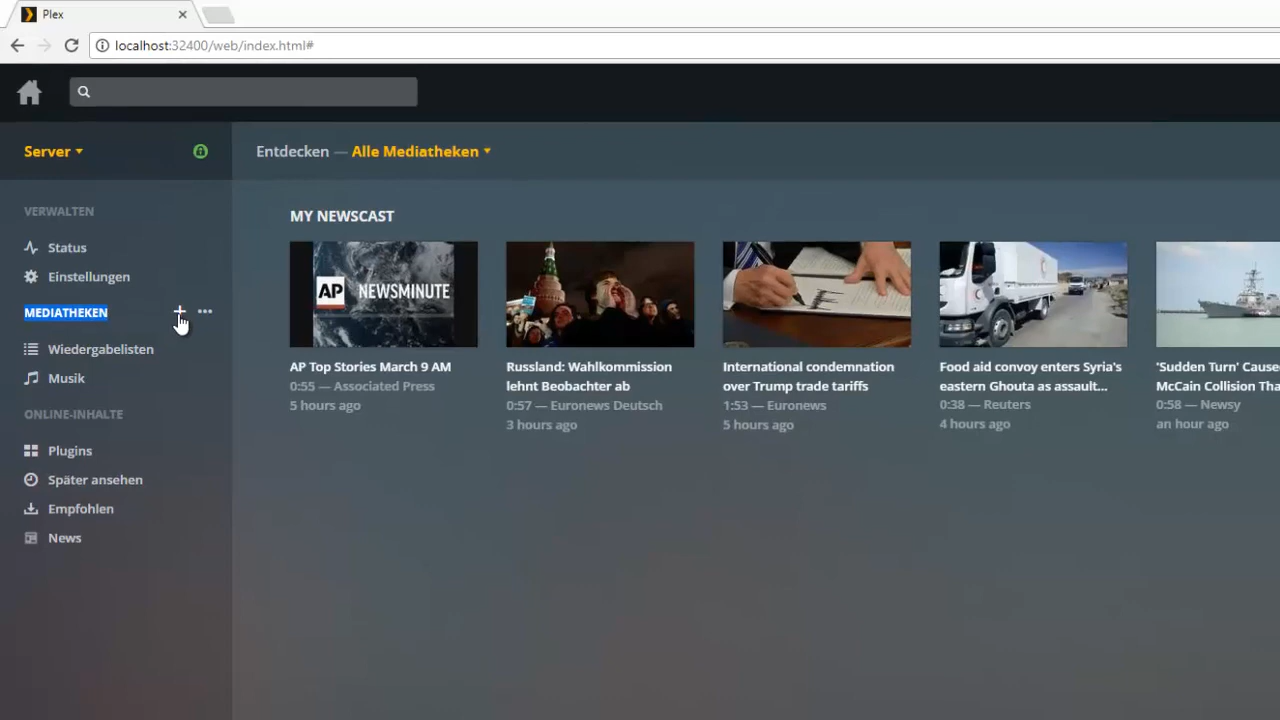 Plex
localhost:32400/web/index.html#
Server
Entdecken — Alle Mediatheken
VERWALTEN
Status
Einstellungen
MEDIATHEKEN
Wiedergabelisten
Musik
ONLINE-INHALTE
Plugins
Später ansehen
Empfohlen
News
MY NEWSCAST
AP NEWSMINUTE
AP Top Stories March 9 AM
0:55 — Associated Press
5 hours ago
Russland: Wahlkommission
lehnt Beobachter ab
0:57 — Euronews Deutsch
3 hours ago
International condemnation
over Trump trade tariffs
1:53 — Euronews
5 hours ago
Food aid convoy enters Syria's
eastern Ghouta as assault...
0:38 — Reuters
4 hours ago
'Sudden Turn' Cause
McCain Collision Tha
0:58 — Newsy
an hour ago